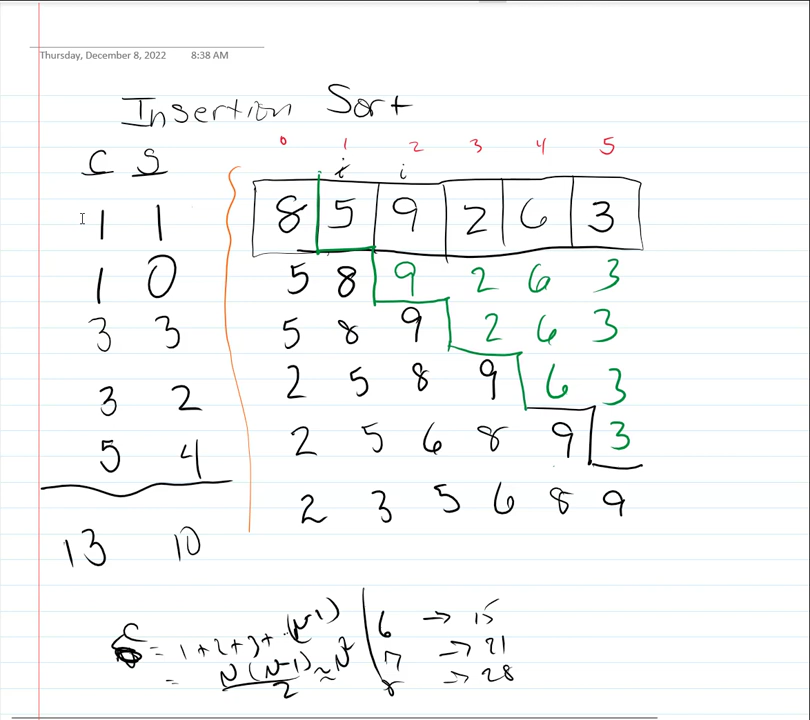 Thursday, December 8, 2022 8:38 AM
Insertion Sort
0 1 2 3 4 5
C S
i i
8 5 9 2 6 3
1 1
5 8 9 2 6 3
1 0
5 8 9 2 6 3
3 3
2 5 8 9 6 3
3 2
2 5 6 8 9 3
5 4
2 3 5 6 8 9
13 10
C = 1+2+3+...(N-1)
= N(N-1)/2 ≈ N²
6 → 15
7 → 21
8 → 28